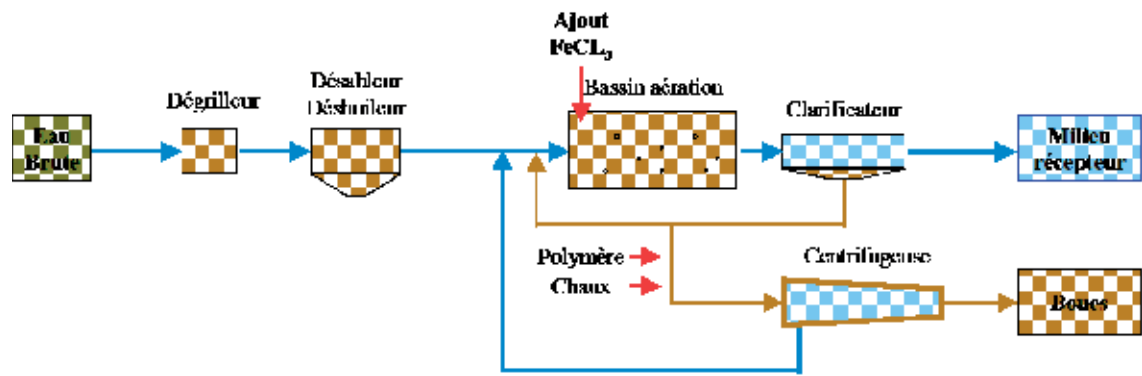 Ajout
FeCL3
Désableur
Déshuileur
Dégrilleur
Bassin aération
Clarificateur
Eau
Brute
Milieu
récepteur
Polymère
Chaux
Centrifugeuse
Boues